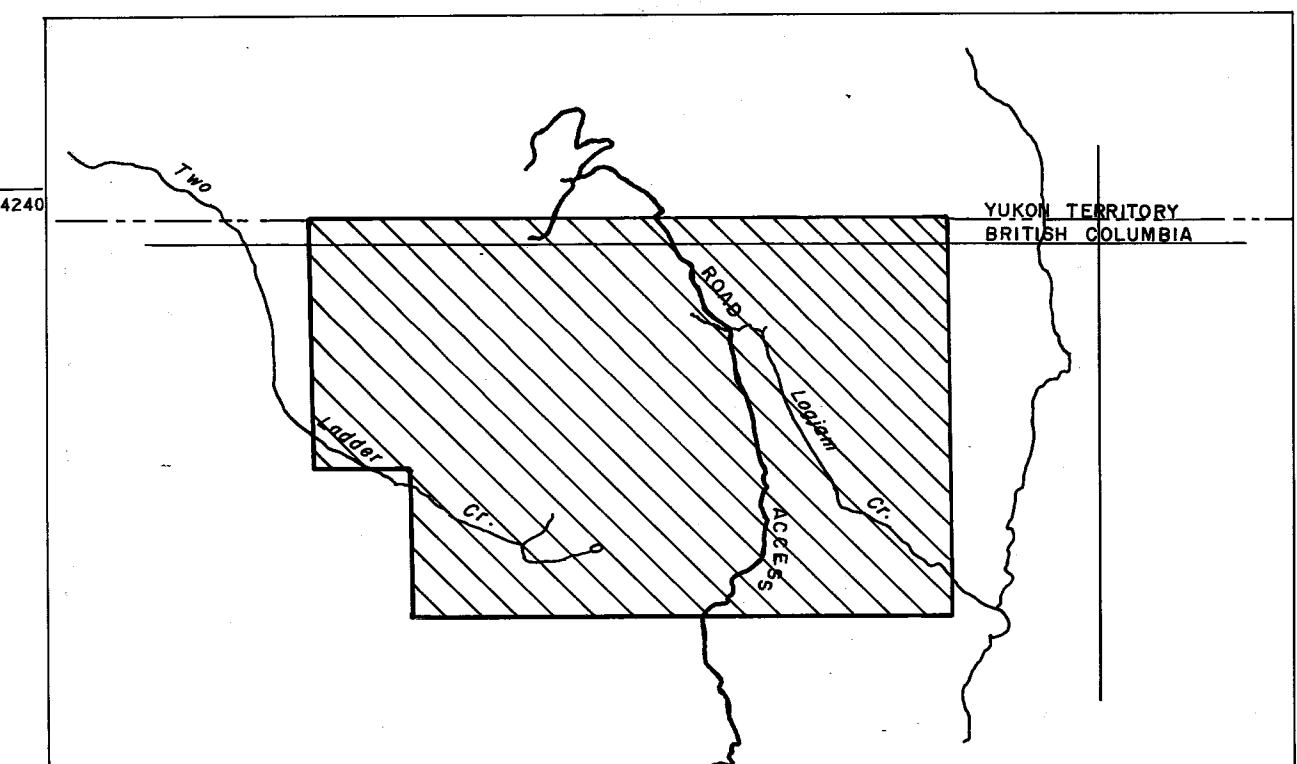 Two
4240
YUKON TERRITORY
BRITISH COLUMBIA
ROAD
Logjam
Ladder
Cr.
Cr.
ACCESS